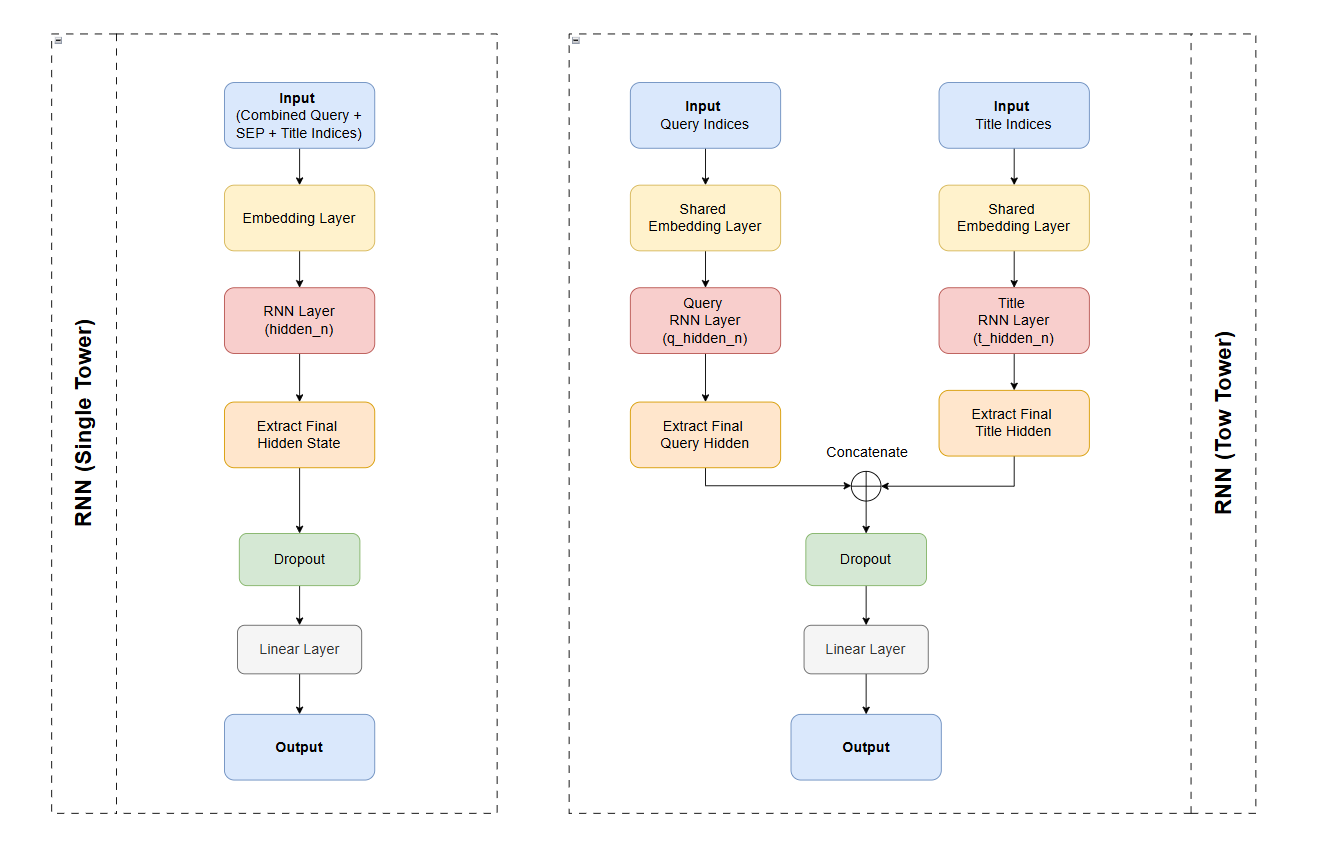 RNN (Single Tower)
Input
(Combined Query +
SEP + Title Indices)
Embedding Layer
RNN Layer
(hidden_n)
Extract Final
Hidden State
Dropout
Linear Layer
Output
Input
Query Indices
Shared
Embedding Layer
Query
RNN Layer
(q_hidden_n)
Extract Final
Query Hidden
Input
Title Indices
Shared
Embedding Layer
Title
RNN Layer
(t_hidden_n)
Extract Final
Title Hidden
Concatenate
Dropout
Linear Layer
Output
RNN (Tow Tower)